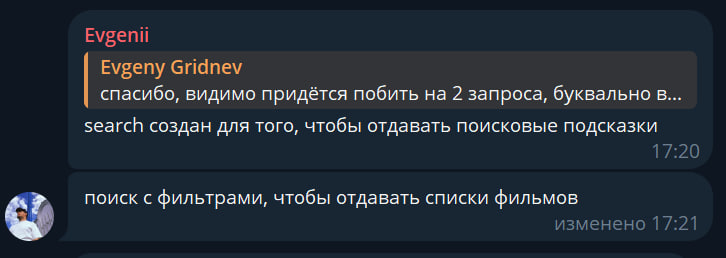 Evgenii
Evgeny Gridnev
спасибо, видимо придётся побить на 2 запроса, буквально в...
search создан для того, чтобы отдавать поисковые подсказки
17:20
поиск с фильтрами, чтобы отдавать списки фильмов
изменено 17:21